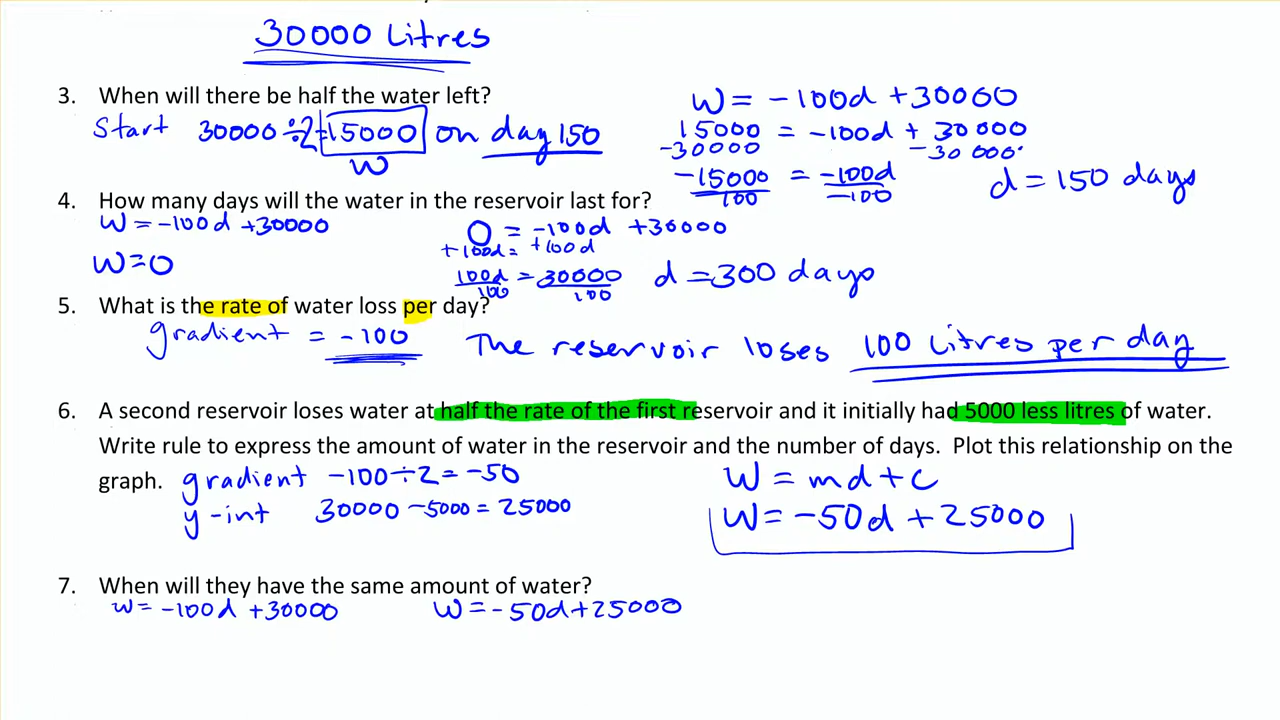 30000 Litres
3. When will there be half the water left?
Start 30000 ÷2 = 15000 on day 150
W
W = -100d + 30000
15000 = -100d + 30000
-30000 -30000
-15000 = -100d
100 -100
d = 150 days
4. How many days will the water in the reservoir last for?
W = -100d + 30000
W = 0
0 = -100d + 30000
+100d = +100d
100d = 30000
100 100
d = 300 days
5. What is the rate of water loss per day?
gradient = -100
The reservoir loses 100 Litres per day
6. A second reservoir loses water at half the rate of the first reservoir and it initially had 5000 less litres of water.
Write rule to express the amount of water in the reservoir and the number of days. Plot this relationship on the
graph.
gradient -100 ÷ 2 = -50
y-int 30000 - 5000 = 25000
W = md + c
W = -50d + 25000
7. When will they have the same amount of water?
W = -100d + 30000 W = -50d + 25000